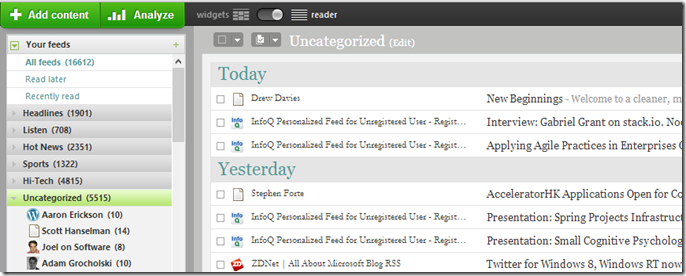 Add content Analyze widgets reader
Your feeds +
All feeds (16612)
Read later
Recently read
Headlines (1901)
Listen (708)
Hot News (2351)
Sports (1322)
Hi-Tech (4815)
Uncategorized (5515)
Aaron Erickson (10)
Scott Hanselman (14)
Joel on Software (8)
Adam Grocholski (10)
Uncategorized (Edit)
Today
Drew Davies New Beginnings - Welcome to a cleaner, m
Info Q InfoQ Personalized Feed for Unregistered User - Regist... Interview: Gabriel Grant on stack.io. Nod
Info Q InfoQ Personalized Feed for Unregistered User - Regist... Applying Agile Practices in Enterprises
Yesterday
Stephen Forte AcceleratorHK Applications Open for Co
Info Q InfoQ Personalized Feed for Unregistered User - Regist... Presentation: Spring Projects Infrastruct
Info Q InfoQ Personalized Feed for Unregistered User - Regist... Presentation: Small Cognitive Psycholog
ZD ZDNet | All About Microsoft Blog RSS Twitter for Windows 8, Windows RT now